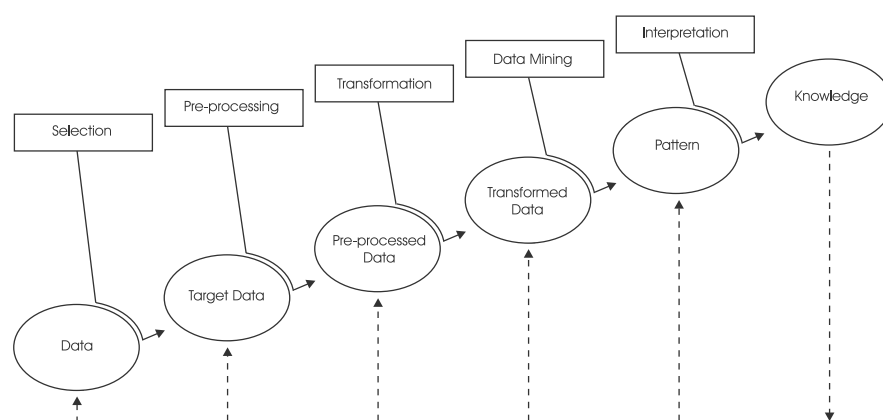 Interpretation
Data Mining
Transformation
Pre-processing
Selection
Knowledge
Pattern
Transformed
Data
Pre-processed
Data
Target Data
Data